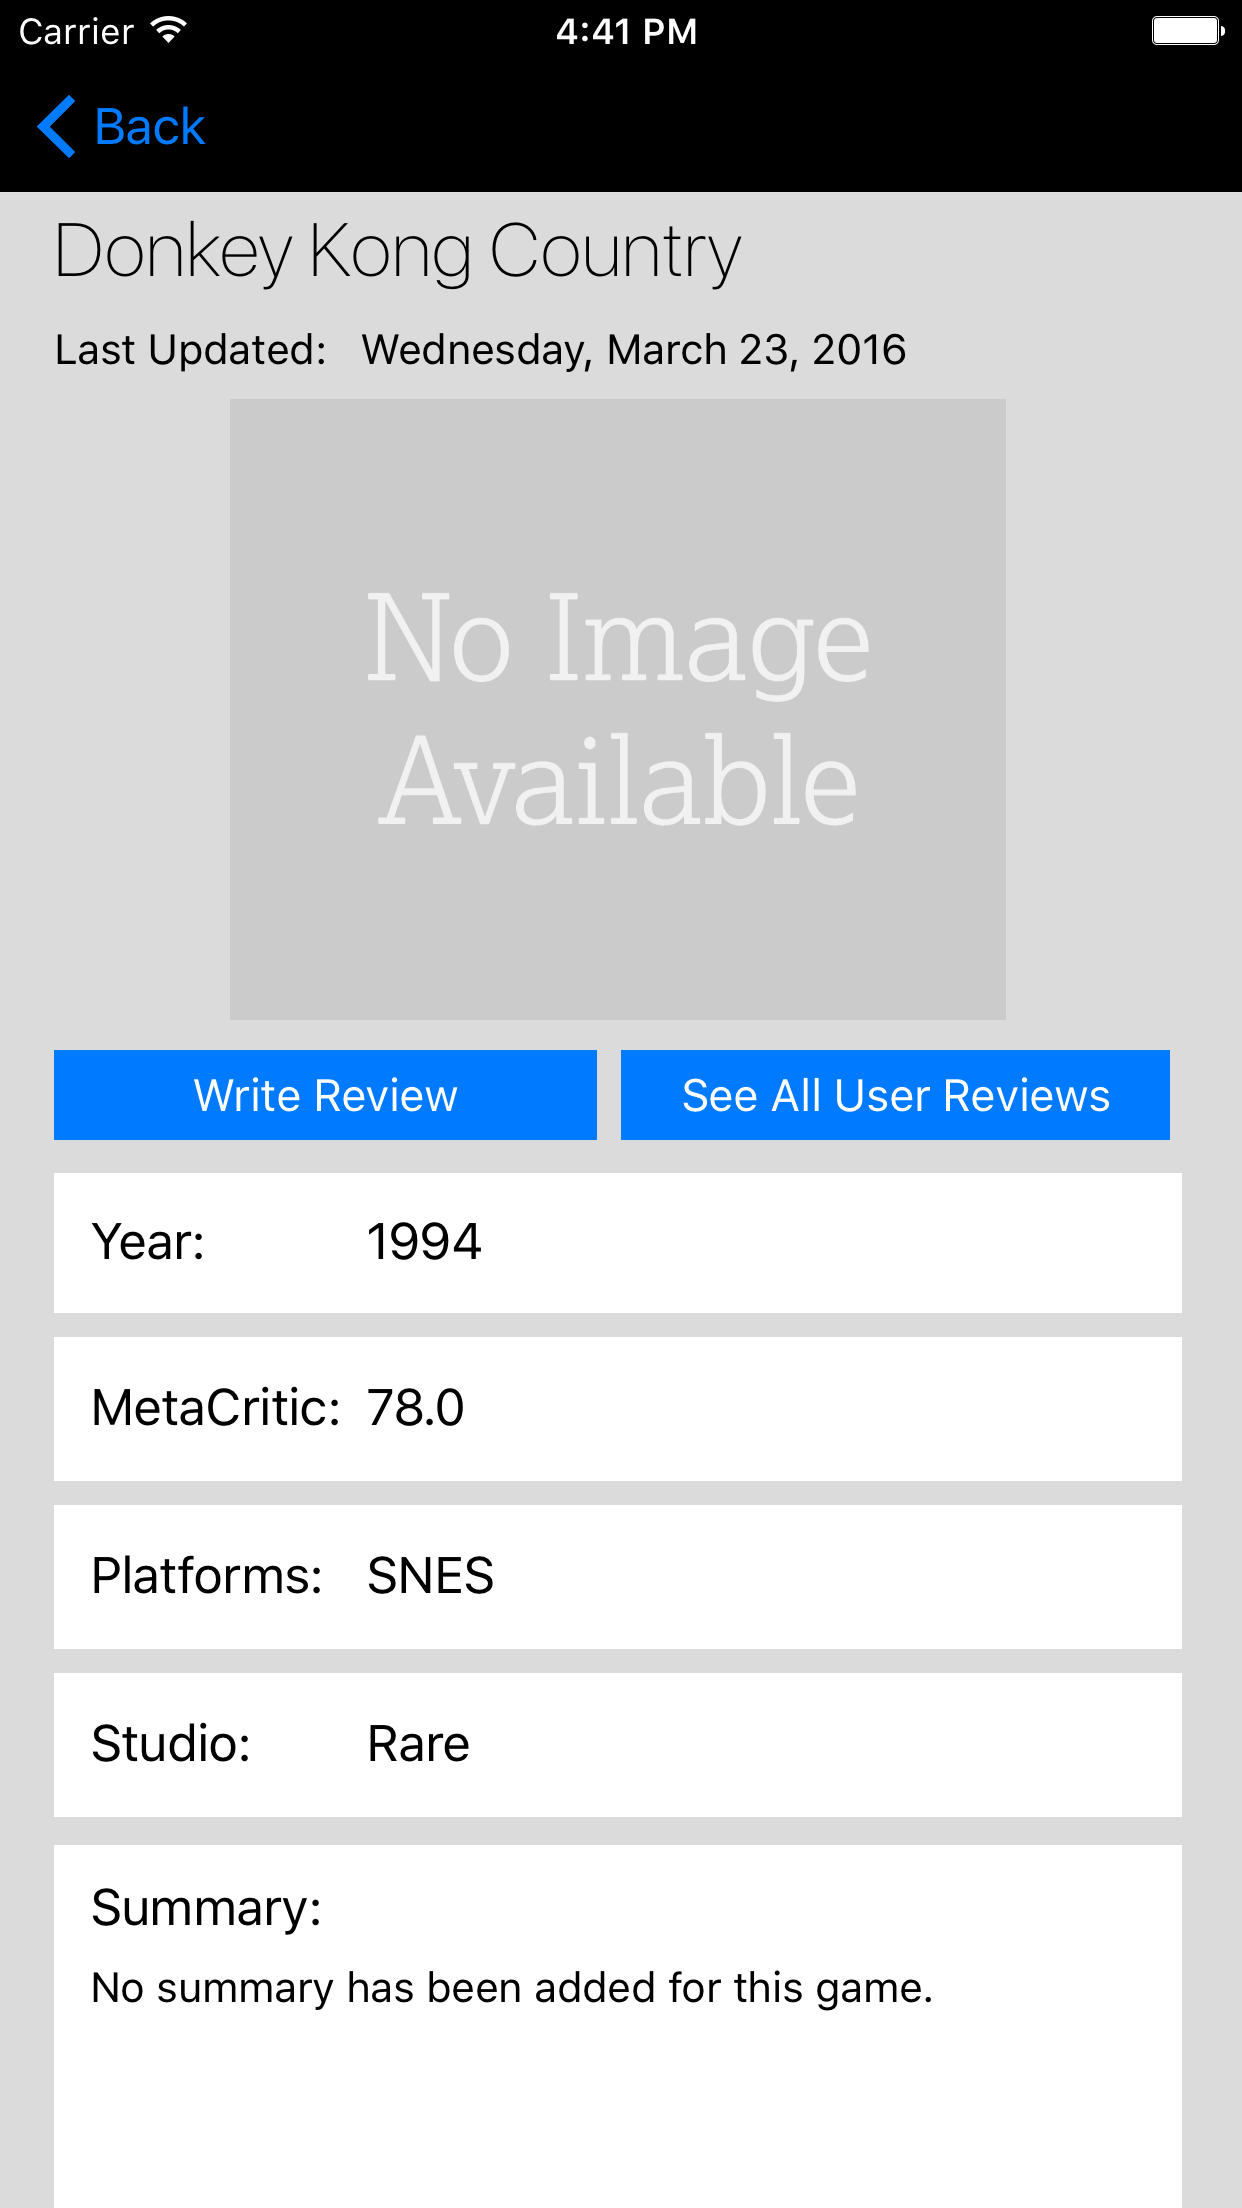 Carrier 4:41 PM
Back
Donkey Kong Country
Last Updated: Wednesday, March 23, 2016
No Image
Available
Write Review See All User Reviews
Year: 1994
MetaCritic: 78.0
Platforms: SNES
Studio: Rare
Summary:
No summary has been added for this game.